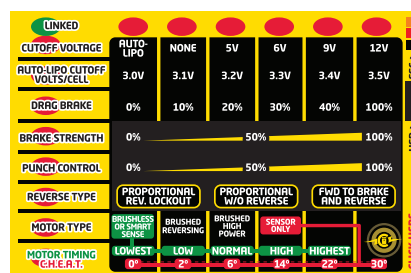 LINKED
CUTOFF VOLTAGE AUTO-LIPO NONE 5V 6V 9V 12V
AUTO-LIPO CUTOFF VOLTS/CELL 3.0V 3.1V 3.2V 3.3V 3.4V 3.5V
DRAG BRAKE 0% 10% 20% 30% 40% 100%
BRAKE STRENGTH 0% 50% 100%
PUNCH CONTROL 0% 50% 100%
REVERSE TYPE PROPORTIONAL REV. LOCKOUT PROPORTIONAL W/O REVERSE FWD TO BRAKE AND REVERSE
MOTOR TYPE BRUSHLESS OR SMART SENSE BRUSHED REVERSING BRUSHED HIGH POWER SENSOR ONLY
MOTOR TIMING LOWEST LOW NORMAL HIGH HIGHEST
C.H.E.A.T. 0° 2° 6° 14° 22° 30°